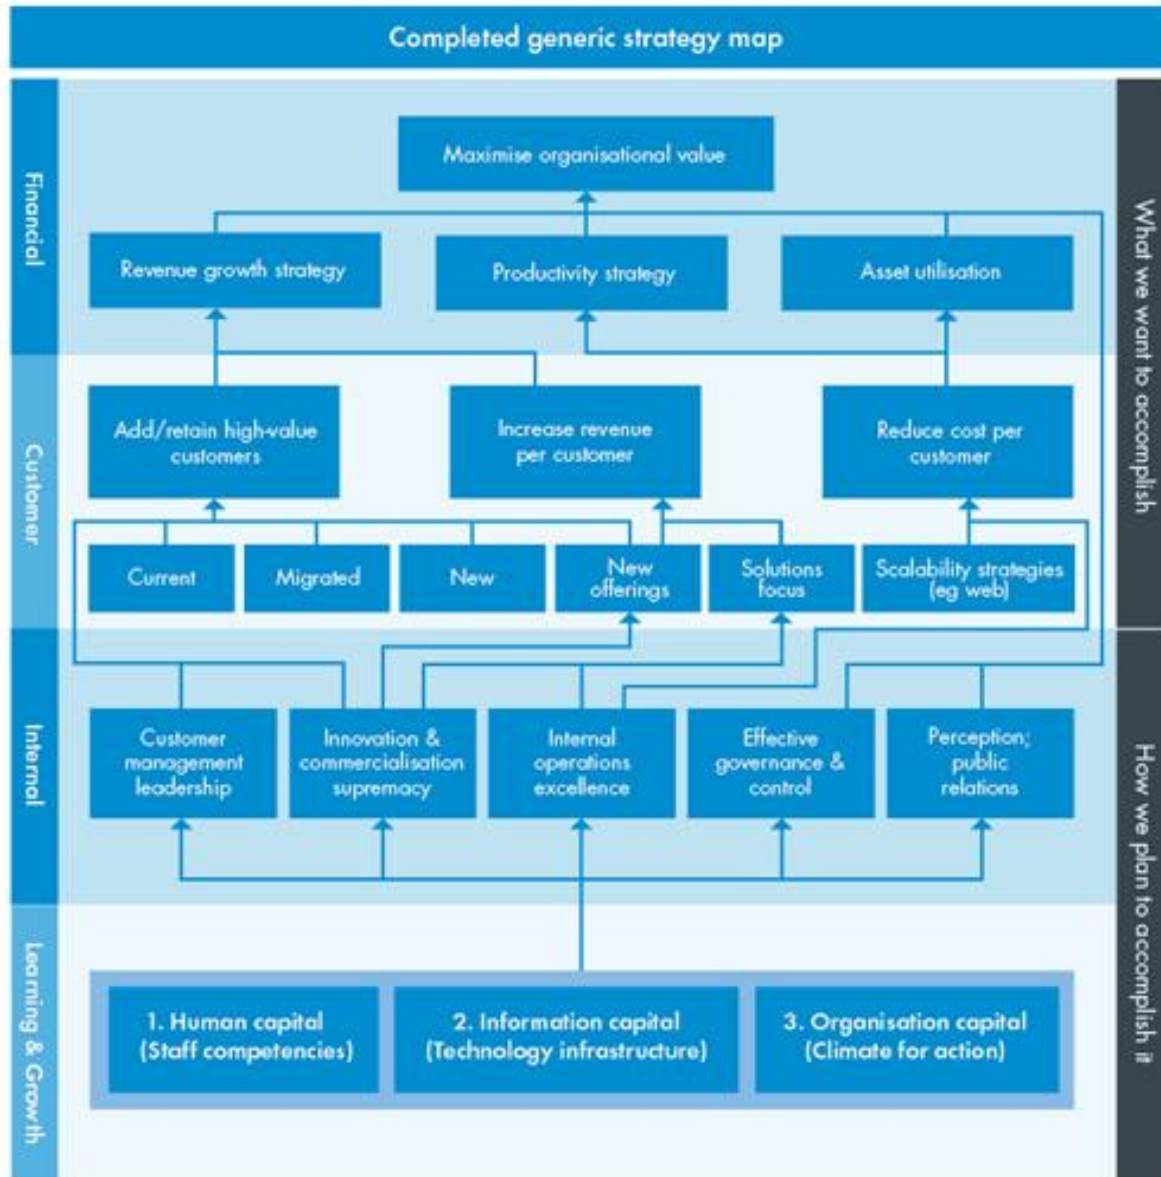 Completed generic strategy map
Financial
What we want to accomplish
Maximise organisational value
Revenue growth strategy
Productivity strategy
Asset utilisation
Customer
Add/retain high-value
customers
Increase revenue
per customer
Reduce cost per
customer
Current
Migrated
New
New
offerings
Solutions
focus
Scalability strategies
(eg web)
Internal
How we plan to accomplish it
Customer
management
leadership
Innovation &
commercialisation
supremacy
Internal
operations
excellence
Effective
governance &
control
Perception;
public
relations
Learning & Growth
1. Human capital
(Staff competencies)
2. Information capital
(Technology infrastructure)
3. Organisation capital
(Climate for action)